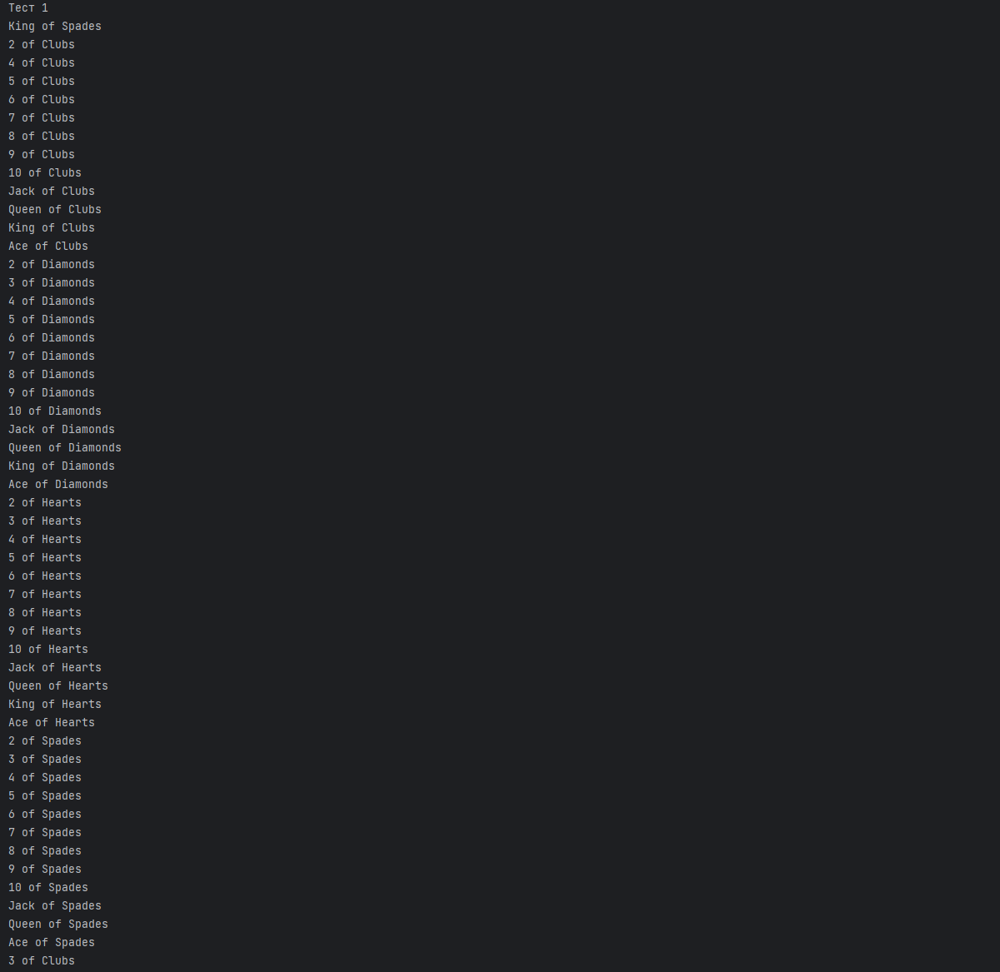 Тест 1
King of Spades
2 of Clubs
4 of Clubs
5 of Clubs
6 of Clubs
7 of Clubs
8 of Clubs
9 of Clubs
10 of Clubs
Jack of Clubs
Queen of Clubs
King of Clubs
Ace of Clubs
2 of Diamonds
3 of Diamonds
4 of Diamonds
5 of Diamonds
6 of Diamonds
7 of Diamonds
8 of Diamonds
9 of Diamonds
10 of Diamonds
Jack of Diamonds
Queen of Diamonds
King of Diamonds
Ace of Diamonds
2 of Hearts
3 of Hearts
4 of Hearts
5 of Hearts
6 of Hearts
7 of Hearts
8 of Hearts
9 of Hearts
10 of Hearts
Jack of Hearts
Queen of Hearts
King of Hearts
Ace of Hearts
2 of Spades
3 of Spades
4 of Spades
5 of Spades
6 of Spades
7 of Spades
8 of Spades
9 of Spades
10 of Spades
Jack of Spades
Queen of Spades
Ace of Spades
3 of Clubs